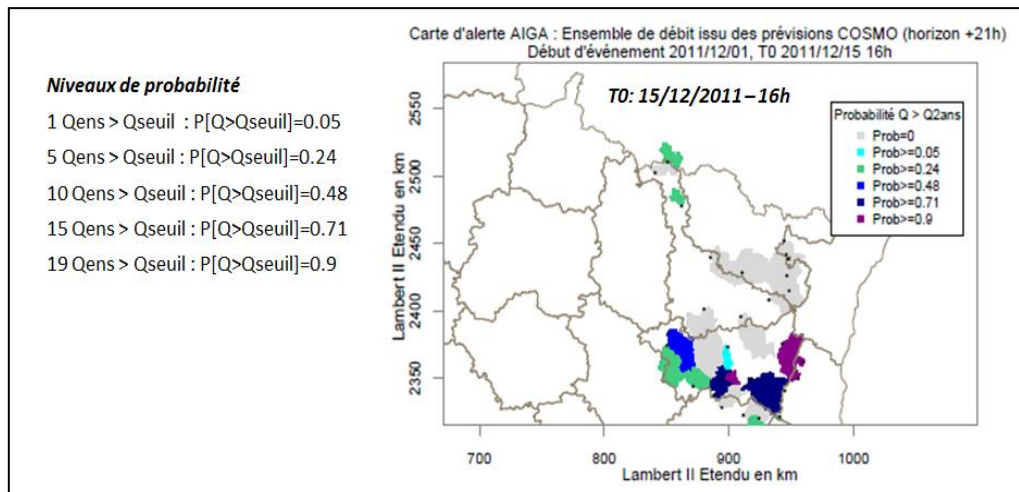 Niveaux de probabilité
1 Qens > Qseuil : P[Q>Qseuil]=0.05
5 Qens > Qseuil : P[Q>Qseuil]=0.24
10 Qens > Qseuil : P[Q>Qseuil]=0.48
15 Qens > Qseuil : P[Q>Qseuil]=0.71
19 Qens > Qseuil : P[Q>Qseuil]=0.9
Carte d'alerte AIGA : Ensemble de débit issu des prévisions COSMO (horizon +21h)
Début d'événement 2011/12/01, T0 2011/12/15 16h
T0: 15/12/2011–16h
Probabilité Q > Q2ans
Prob=0
Prob>=0.05
Prob>=0.24
Prob>=0.48
Prob>=0.71
Prob>=0.9
Lambert II Etendu en km
2550
2500
2450
2400
2350
700 800 900 1000
Lambert II Etendu en km